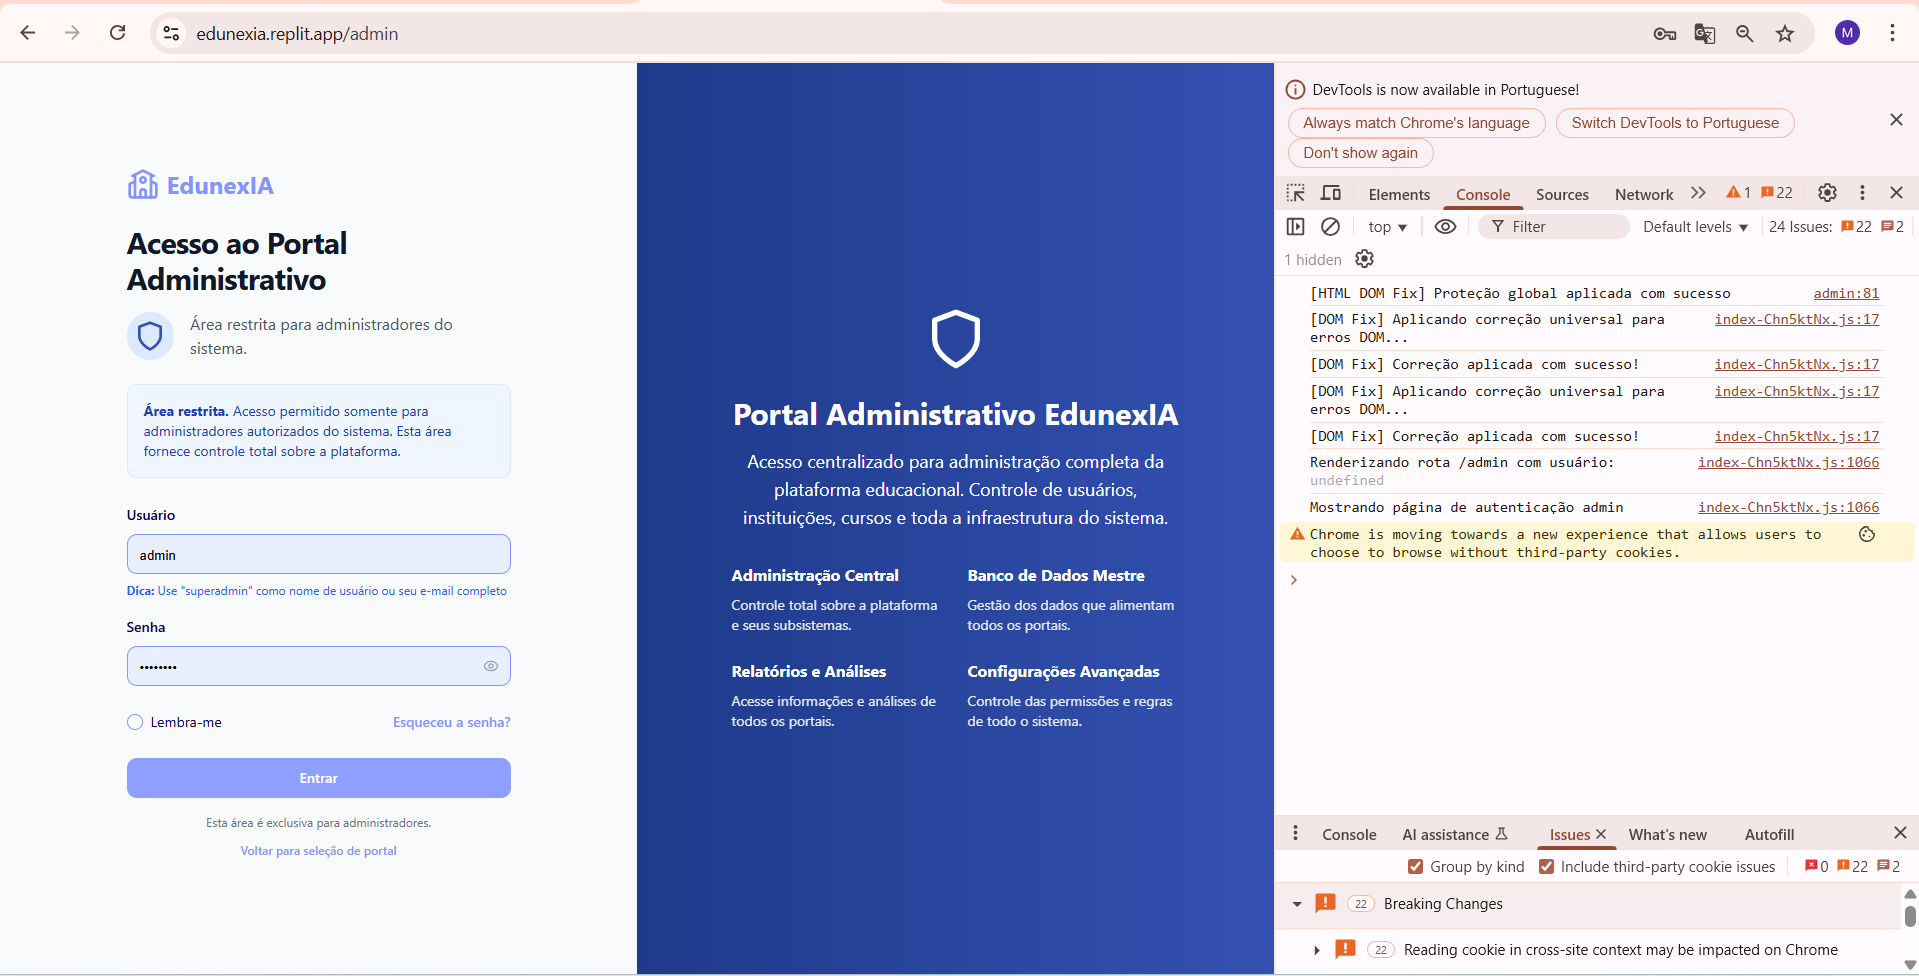 edunexia.replit.app/admin
M
EdunexIA
Acesso ao Portal
Administrativo
Área restrita para administradores do
sistema.
Área restrita. Acesso permitido somente para
administradores autorizados do sistema. Esta área
fornece controle total sobre a plataforma.
Usuário
admin
Dica: Use "superadmin" como nome de usuário ou seu e-mail completo
Senha
••••••••
Lembra-me
Esqueceu a senha?
Entrar
Esta área é exclusiva para administradores.
Voltar para seleção de portal
Portal Administrativo EdunexIA
Acesso centralizado para administração completa da
plataforma educacional. Controle de usuários,
instituições, cursos e toda a infraestrutura do sistema.
Administração Central
Controle total sobre a plataforma
e seus subsistemas.
Banco de Dados Mestre
Gestão dos dados que alimentam
todos os portais.
Relatórios e Análises
Acesse informações e análises de
todos os portais.
Configurações Avançadas
Controle das permissões e regras
de todo o sistema.
DevTools is now available in Portuguese!
Always match Chrome's language
Switch DevTools to Portuguese
Don't show again
Elements Console Sources Network 1 22
top Filter Default levels 24 Issues: 22 2
1 hidden
[HTML DOM Fix] Proteção global aplicada com sucesso admin:81
[DOM Fix] Aplicando correção universal para index-Chn5ktNx.js:17
erros DOM...
[DOM Fix] Correção aplicada com sucesso! index-Chn5ktNx.js:17
[DOM Fix] Aplicando correção universal para index-Chn5ktNx.js:17
erros DOM...
[DOM Fix] Correção aplicada com sucesso! index-Chn5ktNx.js:17
Renderizando rota /admin com usuário: index-Chn5ktNx.js:1066
undefined
Mostrando página de autenticação admin index-Chn5ktNx.js:1066
Chrome is moving towards a new experience that allows users to
choose to browse without third-party cookies.
Console AI assistance Issues What's new Autofill
Group by kind Include third-party cookie issues 0 22 2
22 Breaking Changes
22 Reading cookie in cross-site context may be impacted on Chrome